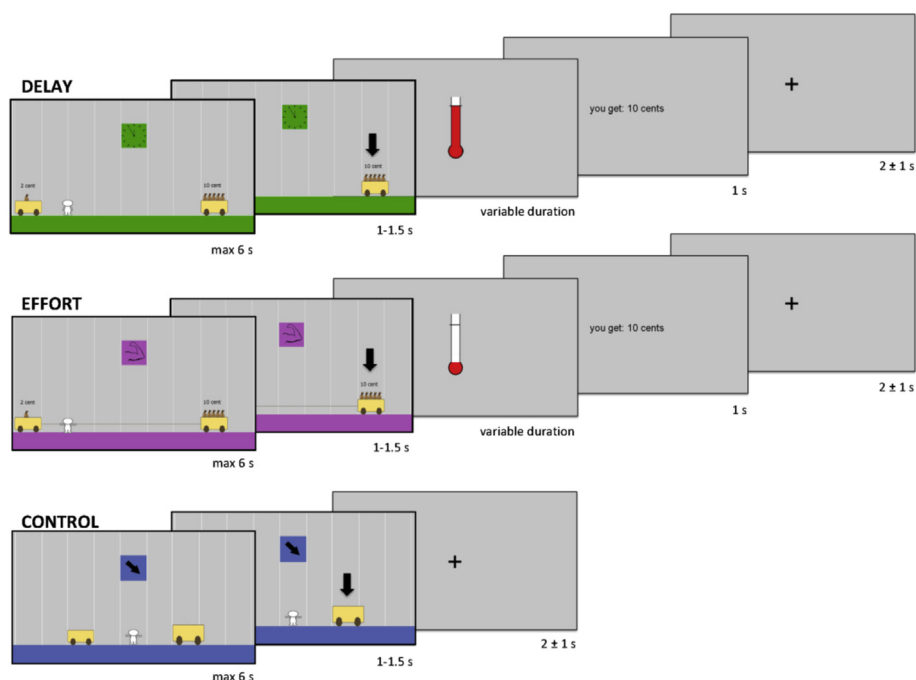 DELAY
2 cent
10 cent
max 6 s
10 cent
1-1.5 s
variable duration
you get: 10 cents
1 s
+
2 ± 1 s
EFFORT
2 cent
10 cent
max 6 s
10 cent
1-1.5 s
variable duration
you get: 10 cents
1 s
+
2 ± 1 s
CONTROL
max 6 s
1-1.5 s
+
2 ± 1 s